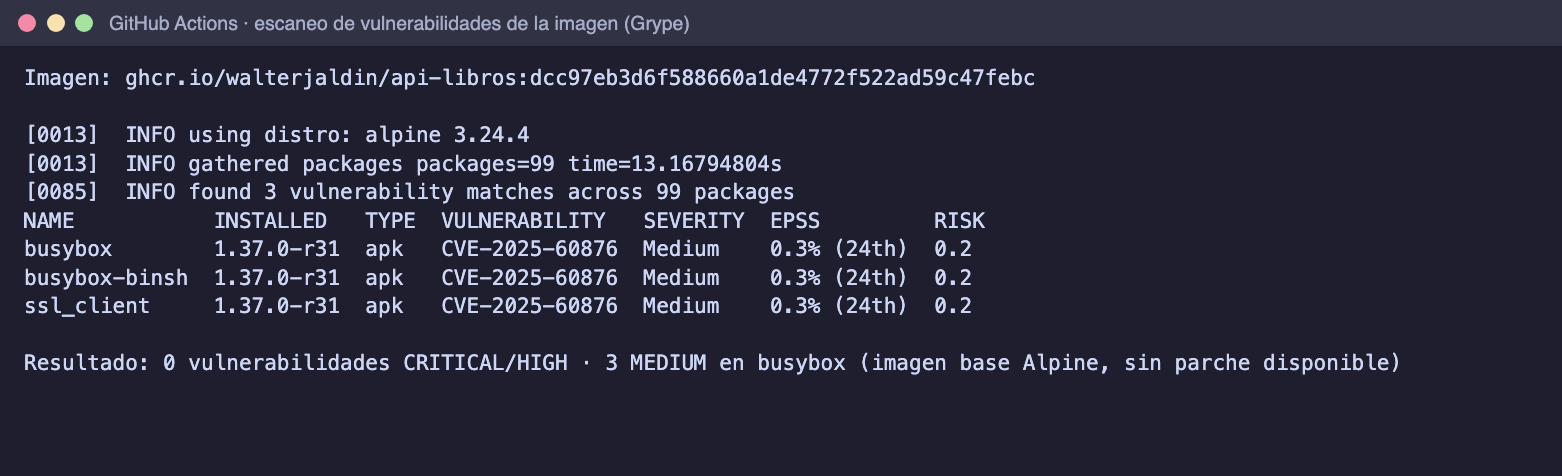 GitHub Actions · escaneo de vulnerabilidades de la imagen (Grype)
Imagen: ghcr.io/walterjaldin/api-libros:dcc97eb3d6f588660a1de4772f522ad59c47febc
[0013]  INFO using distro: alpine 3.24.4
[0013]  INFO gathered packages packages=99 time=13.16794804s
[0085]  INFO found 3 vulnerability matches across 99 packages
NAME           INSTALLED   TYPE  VULNERABILITY   SEVERITY  EPSS         RISK
busybox        1.37.0-r31  apk   CVE-2025-60876  Medium    0.3% (24th)  0.2
busybox-binsh  1.37.0-r31  apk   CVE-2025-60876  Medium    0.3% (24th)  0.2
ssl_client     1.37.0-r31  apk   CVE-2025-60876  Medium    0.3% (24th)  0.2
Resultado: 0 vulnerabilidades CRITICAL/HIGH · 3 MEDIUM en busybox (imagen base Alpine, sin parche disponible)